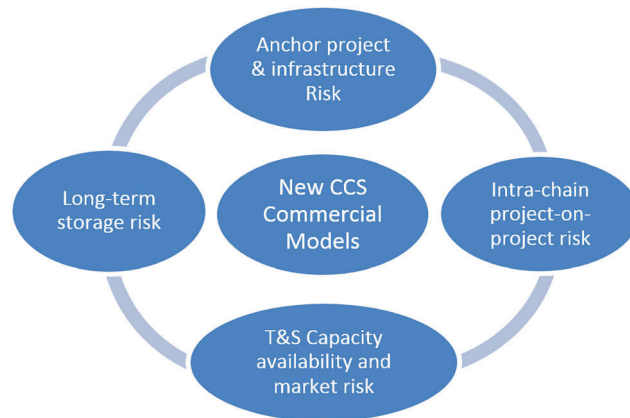 Anchor project
& infrastructure
Risk
Long-term
storage risk
New CCS
Commercial
Models
Intra-chain
project-on-
project risk
T&S Capacity
availability and
market risk